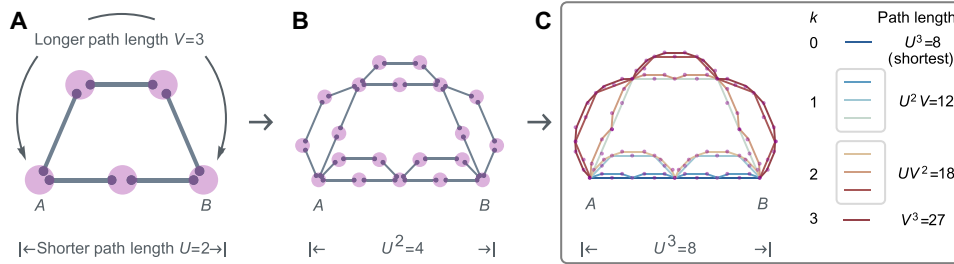 A
Longer path length V=3
A
B
Shorter path length U=2
B
A
B
U²=4
C
A
B
U³=8
k
Path length
0
U³=8
(shortest)
1
U²V=12
2
UV²=18
3
V³=27